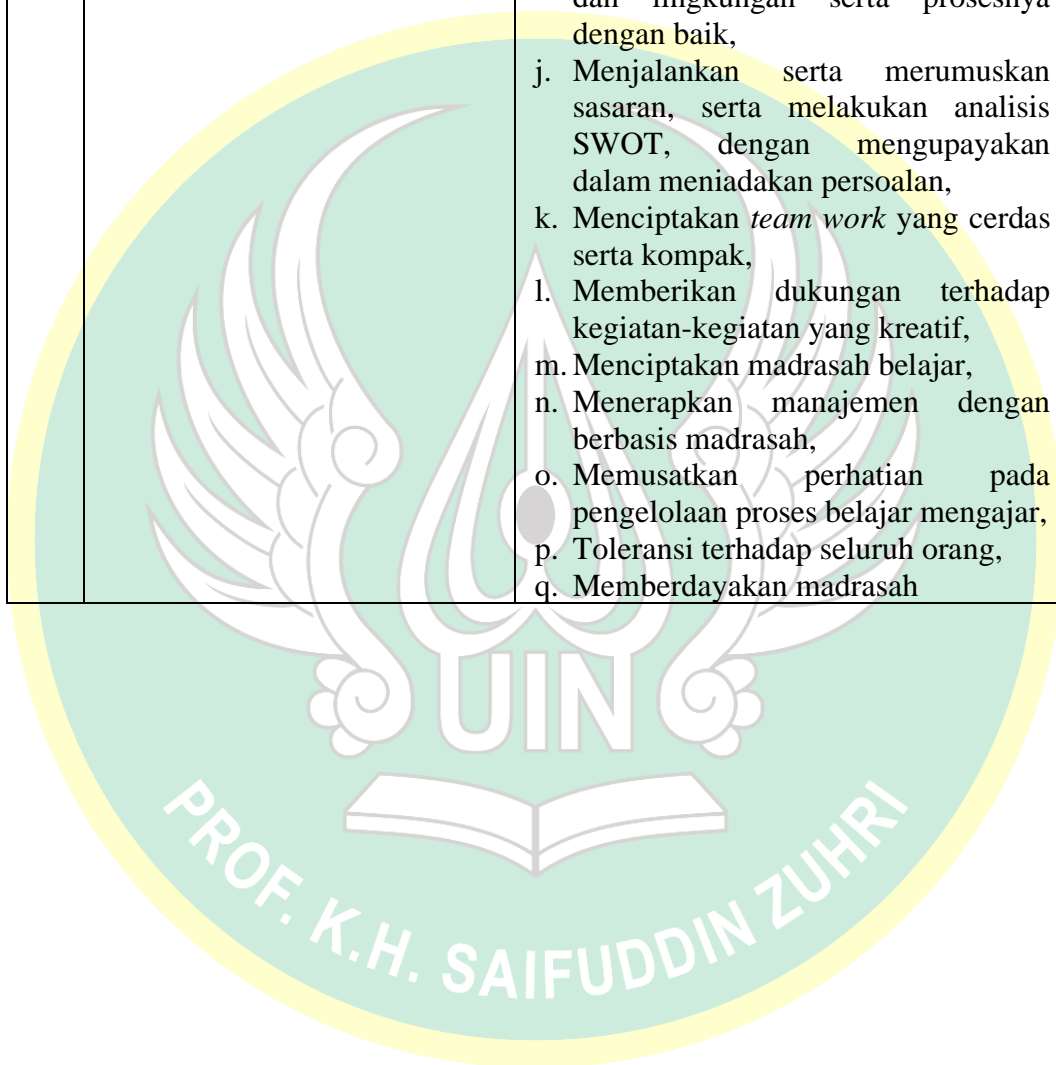 dan lingkungan serta prosesnya
dengan baik,
j. Menjalankan serta merumuskan
sasaran, serta melakukan analisis
SWOT, dengan mengupayakan
dalam meniadakan persoalan,
k. Menciptakan team work yang cerdas
serta kompak,
l. Memberikan dukungan terhadap
kegiatan-kegiatan yang kreatif,
m. Menciptakan madrasah belajar,
n. Menerapkan manajemen dengan
berbasis madrasah,
o. Memusatkan perhatian pada
pengelolaan proses belajar mengajar,
p. Toleransi terhadap seluruh orang,
q. Memberdayakan madrasah
UIN
PROF. K.H. SAIFUDDIN ZUHRI